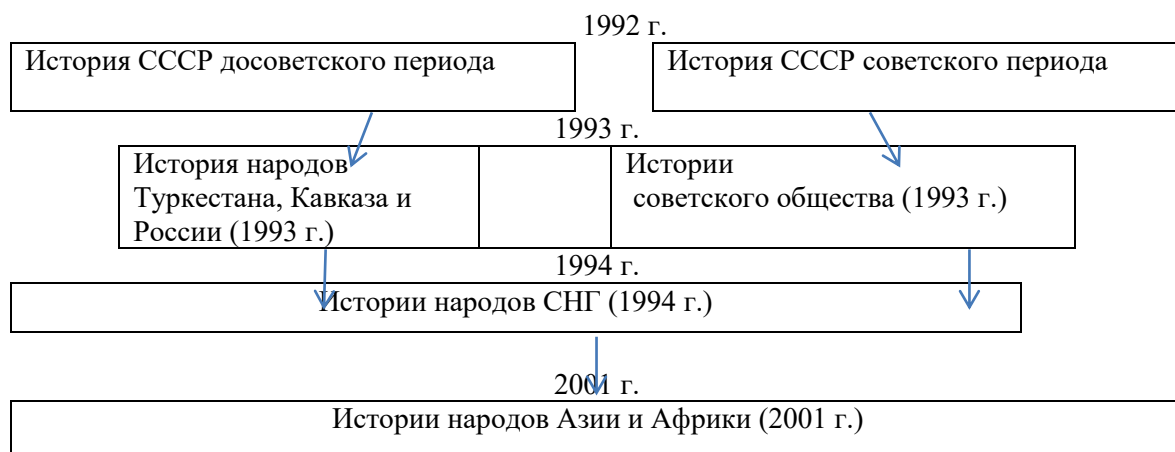 1992 г.
История СССР досоветского периода
История СССР советского периода
1993 г.
История народов
Туркестана, Кавказа и
России (1993 г.)
Истории
советского общества (1993 г.)
1994 г.
Истории народов СНГ (1994 г.)
2001 г.
Истории народов Азии и Африки (2001 г.)